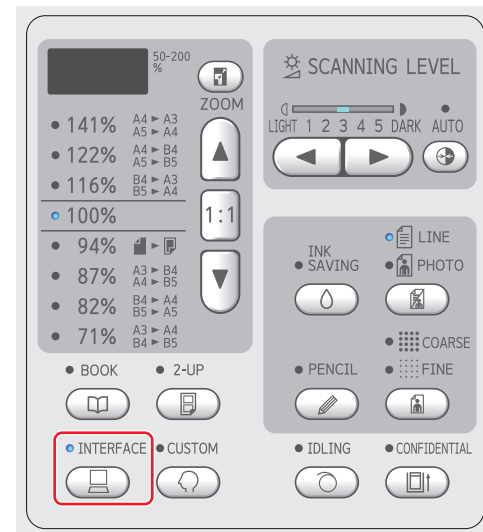 50-200
%
ZOOM
141% A4 ► A3
A5 ► A4
122% A4 ► B4
A5 ► B5
116% B4 ► A3
B5 ► A4
100%
94%
87% A3 ► B4
A4 ► B5
82% B4 ► A4
B5 ► A5
71% A3 ► A4
B4 ► B5
1:1
BOOK
2-UP
INTERFACE
CUSTOM
SCANNING LEVEL
LIGHT 1 2 3 4 5 DARK AUTO
INK
SAVING
LINE
PHOTO
COARSE
PENCIL
FINE
IDLING
CONFIDENTIAL